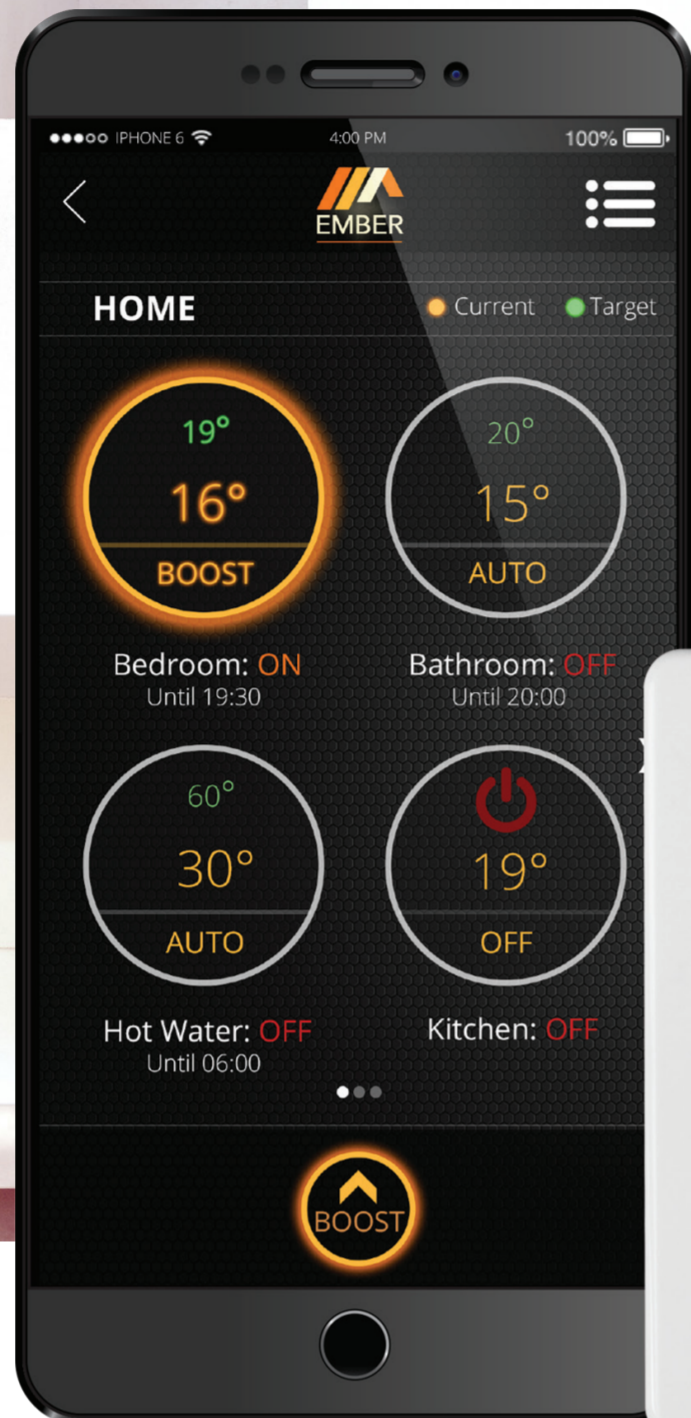 IPHONE 6 4:00 PM 100%
EMBER
HOME Current Target
19° 20°
16° 15°
BOOST AUTO
Bedroom: ON Bathroom: OFF
Until 19:30 Until 20:00
60°
30° 19°
AUTO OFF
Hot Water: OFF Kitchen: OFF
Until 06:00
BOOST